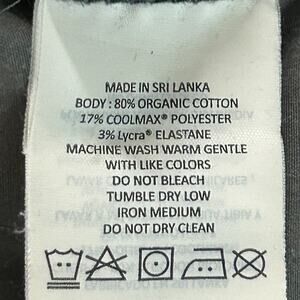 MADE IN SRI LANKA
BODY : 80% ORGANIC COTTON
17% COOLMAX® POLYESTER
3% Lycra® ELASTANE
MACHINE WASH WARM GENTLE
WITH LIKE COLORS
DO NOT BLEACH
TUMBLE DRY LOW
IRON MEDIUM
DO NOT DRY CLEAN